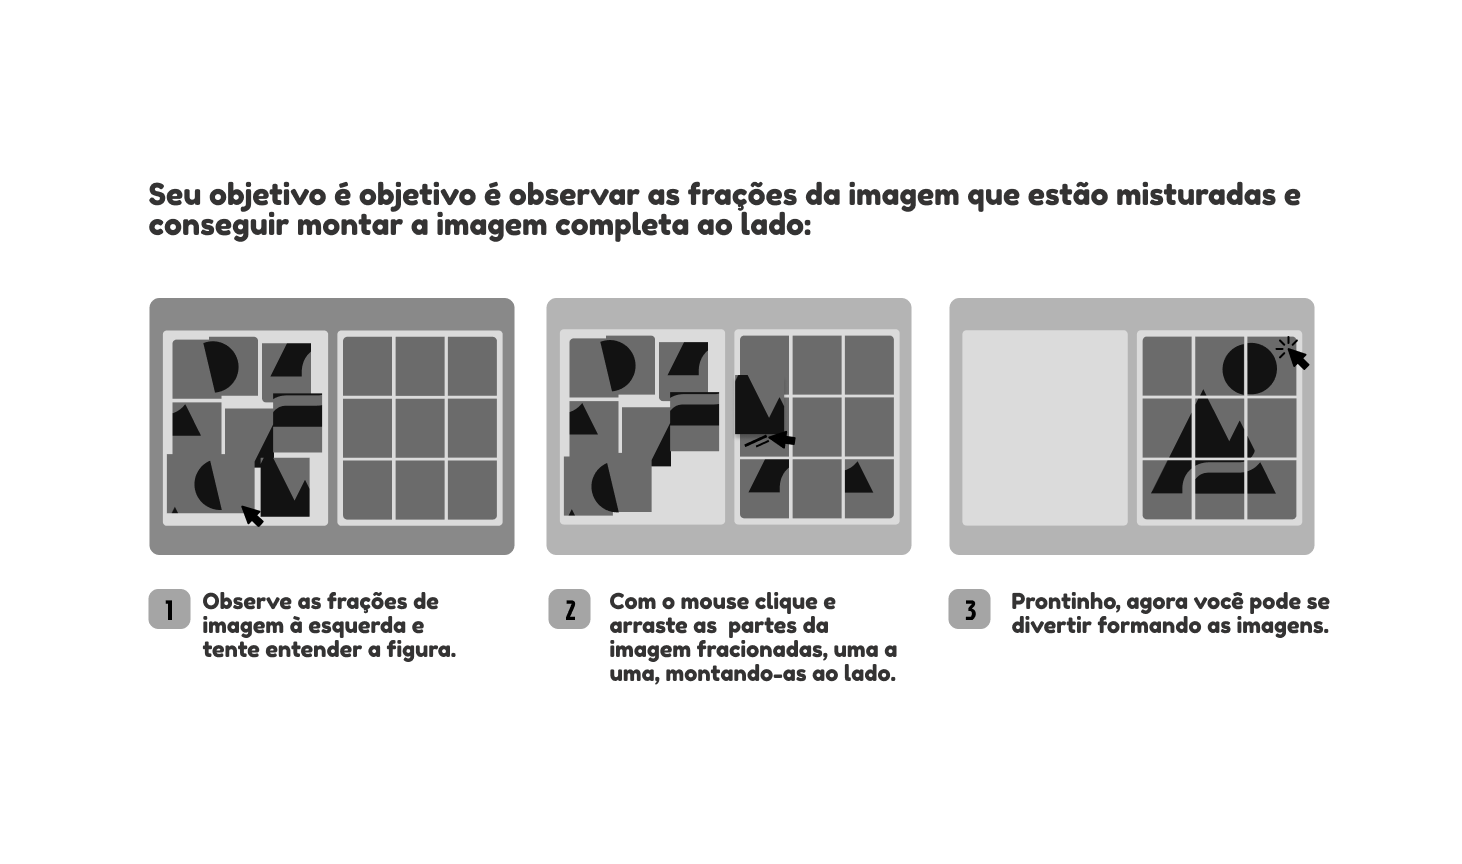 Seu objetivo é objetivo é observar as frações da imagem que estão misturadas e
conseguir montar a imagem completa ao lado:
1
Observe as frações de
imagem à esquerda e
tente entender a figura.
2
Com o mouse clique e
arraste as  partes da
imagem fracionadas, uma a
uma, montando-as ao lado.
3
Prontinho, agora você pode se
divertir formando as imagens.